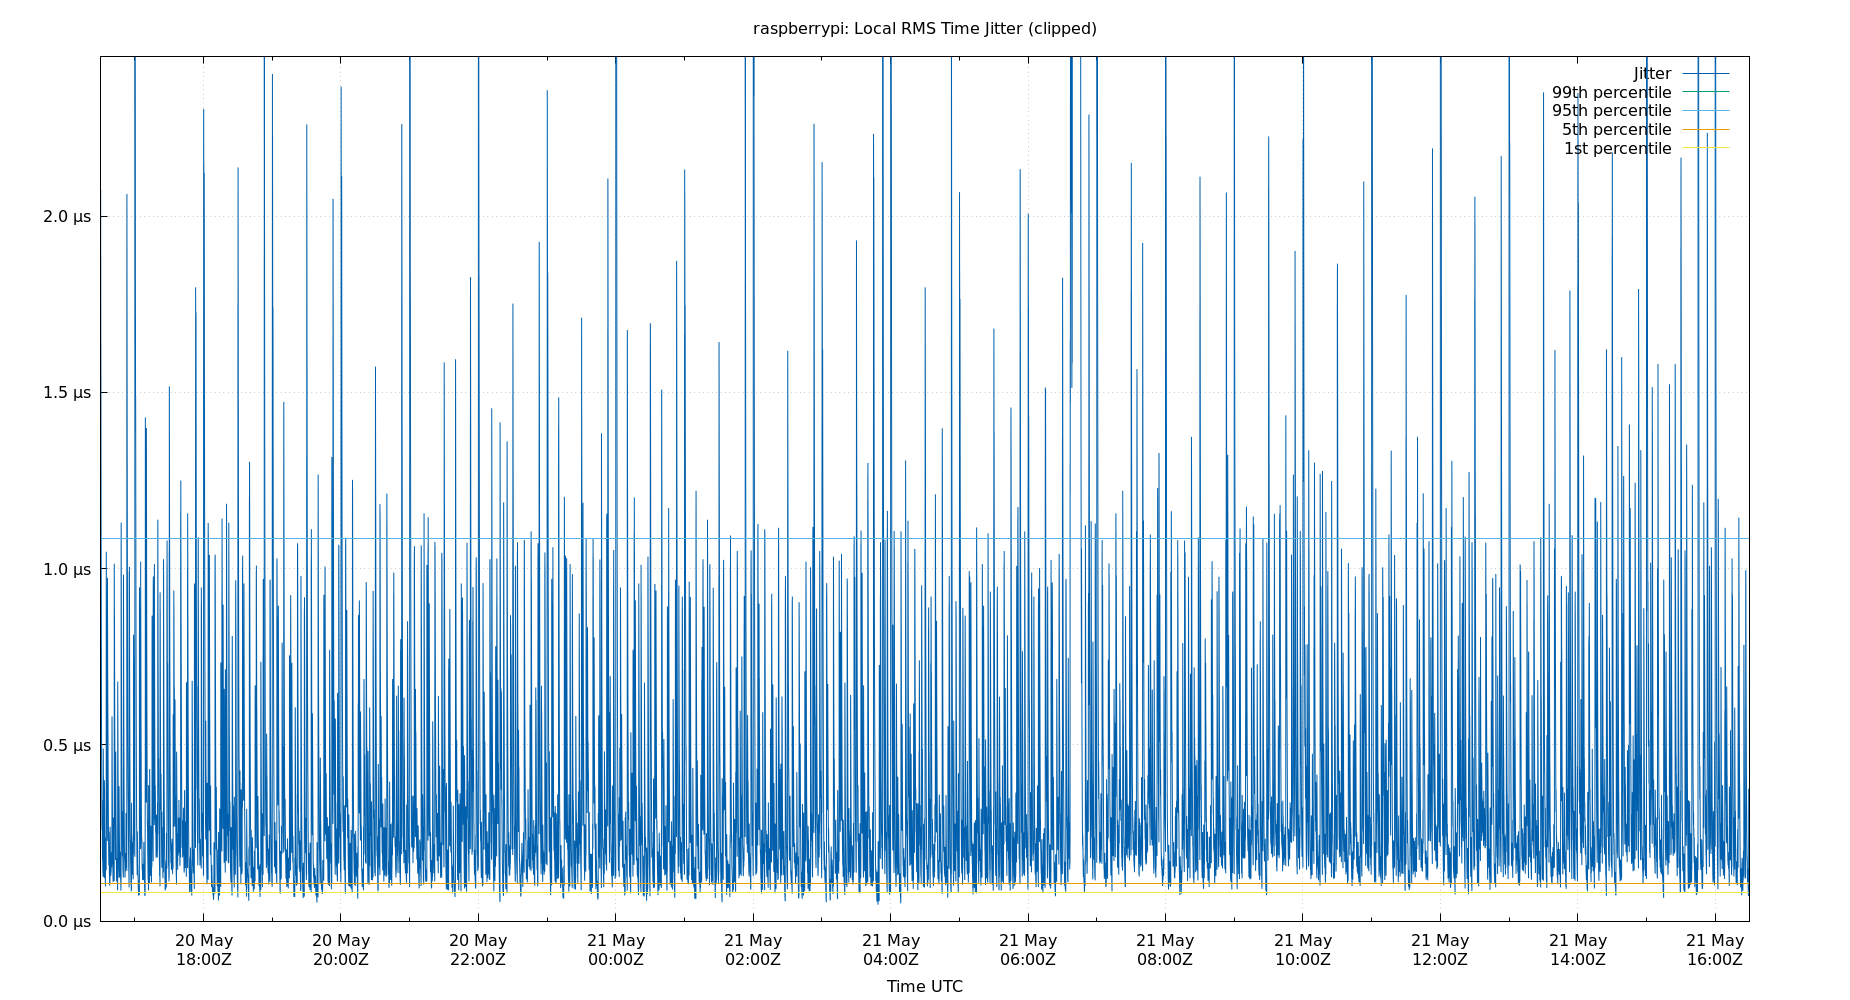 raspberrypi: Local RMS Time Jitter (clipped)
Jitter
99th percentile
95th percentile
5th percentile
1st percentile
2.0 µs
1.5 µs
1.0 µs
0.5 µs
0.0 µs
20 May 20 May 20 May 21 May 21 May 21 May 21 May 21 May 21 May 21 May 21 May 21 May
18:00Z 20:00Z 22:00Z 00:00Z 02:00Z 04:00Z 06:00Z 08:00Z 10:00Z 12:00Z 14:00Z 16:00Z
Time UTC